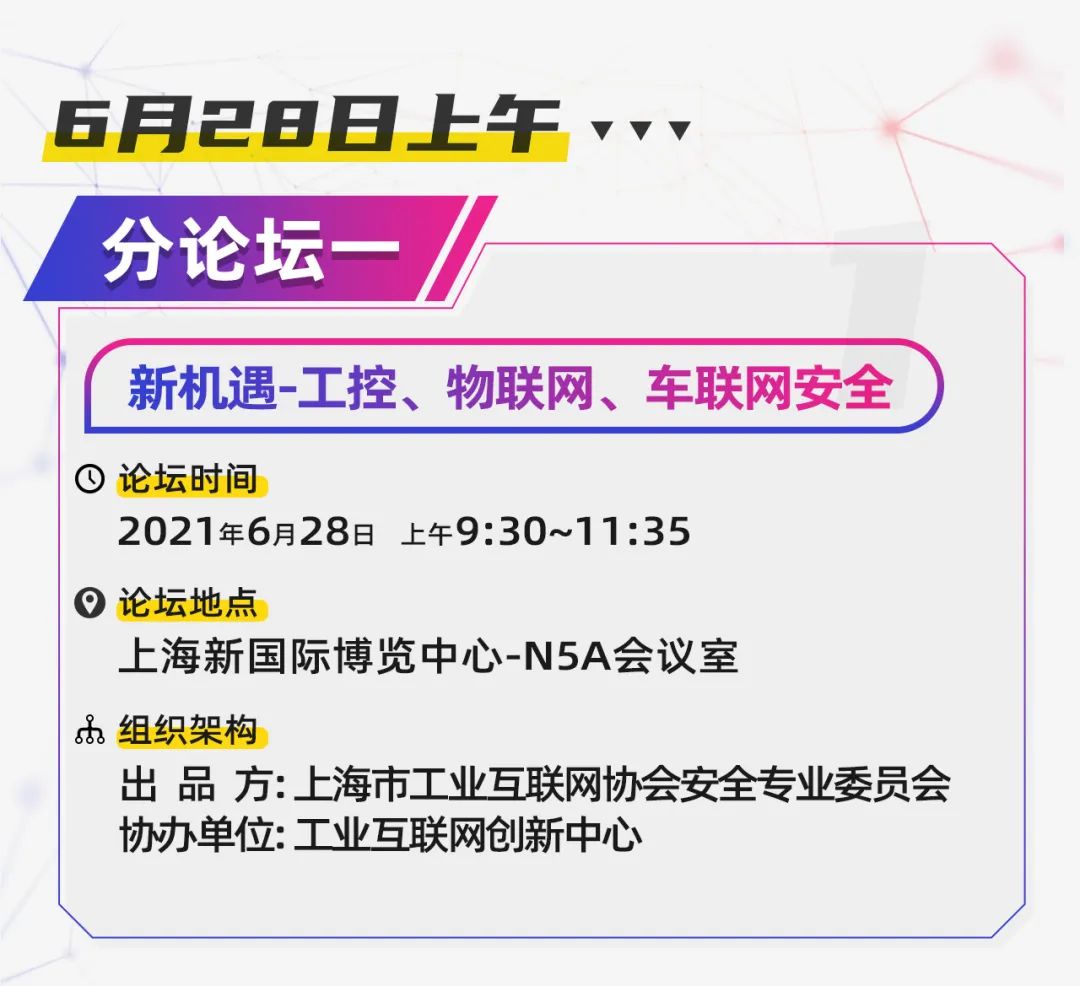 6月28日上午
分论坛一
1
新机遇-工控、物联网、车联网安全
论坛时间
2021年6月28日 上午9:30~11:35
论坛地点
上海新国际博览中心-N5A会议室
组织架构
出 品 方: 上海市工业互联网协会安全专业委员会
协办单位: 工业互联网创新中心